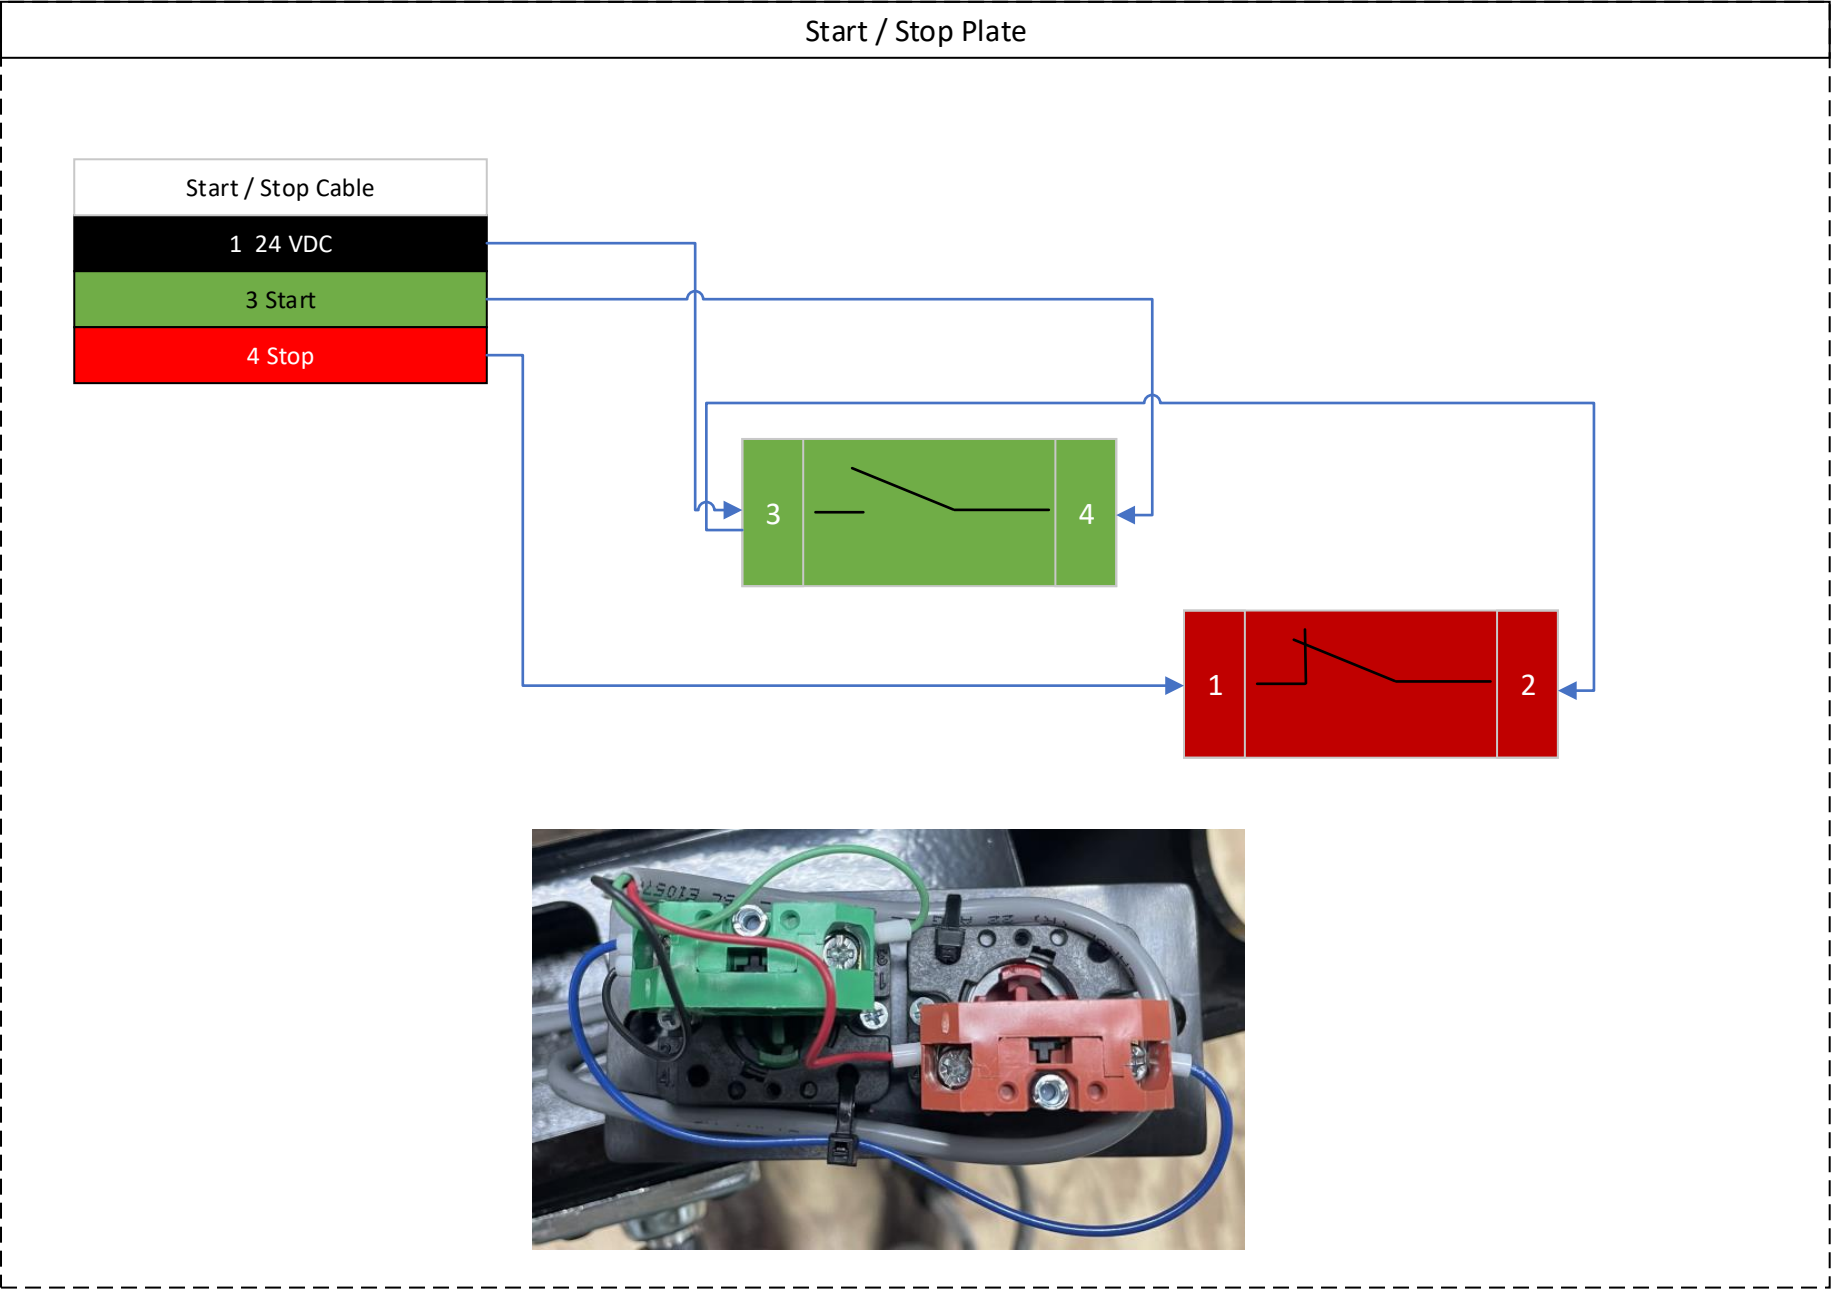 Start / Stop Plate
Start / Stop Cable
1  24 VDC
3 Start
4 Stop
3
4
1
2